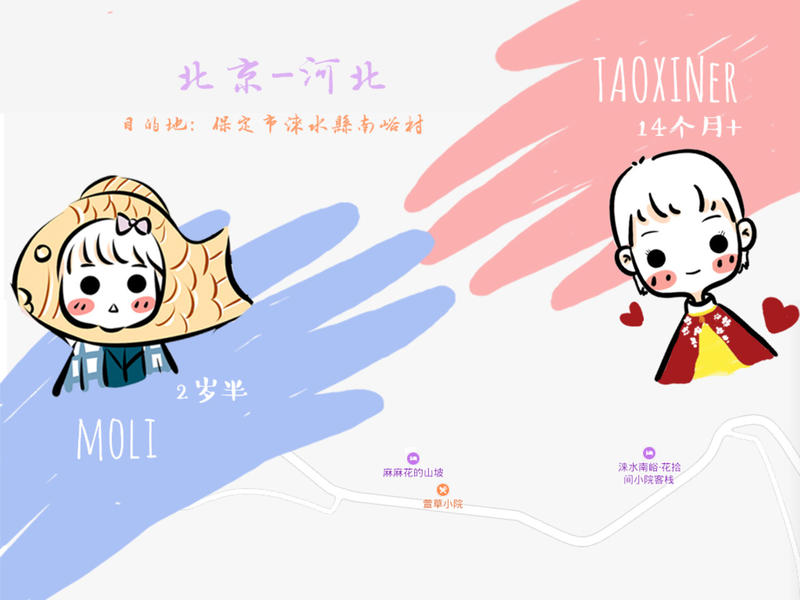 北京-河北
目的地：保定市涞水縣南峪村
TAOXINER
14个月+
2岁半
MOLI
麻麻花的山坡
萱草小院
涞水南峪·花拾
间小院客栈